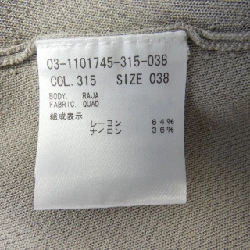 03-1101745-315-036
COL.315 SIZE 038
BODY. RAJA
FABRIC. QUAD
組成表示
レーヨン 64%
ナイロン 36%